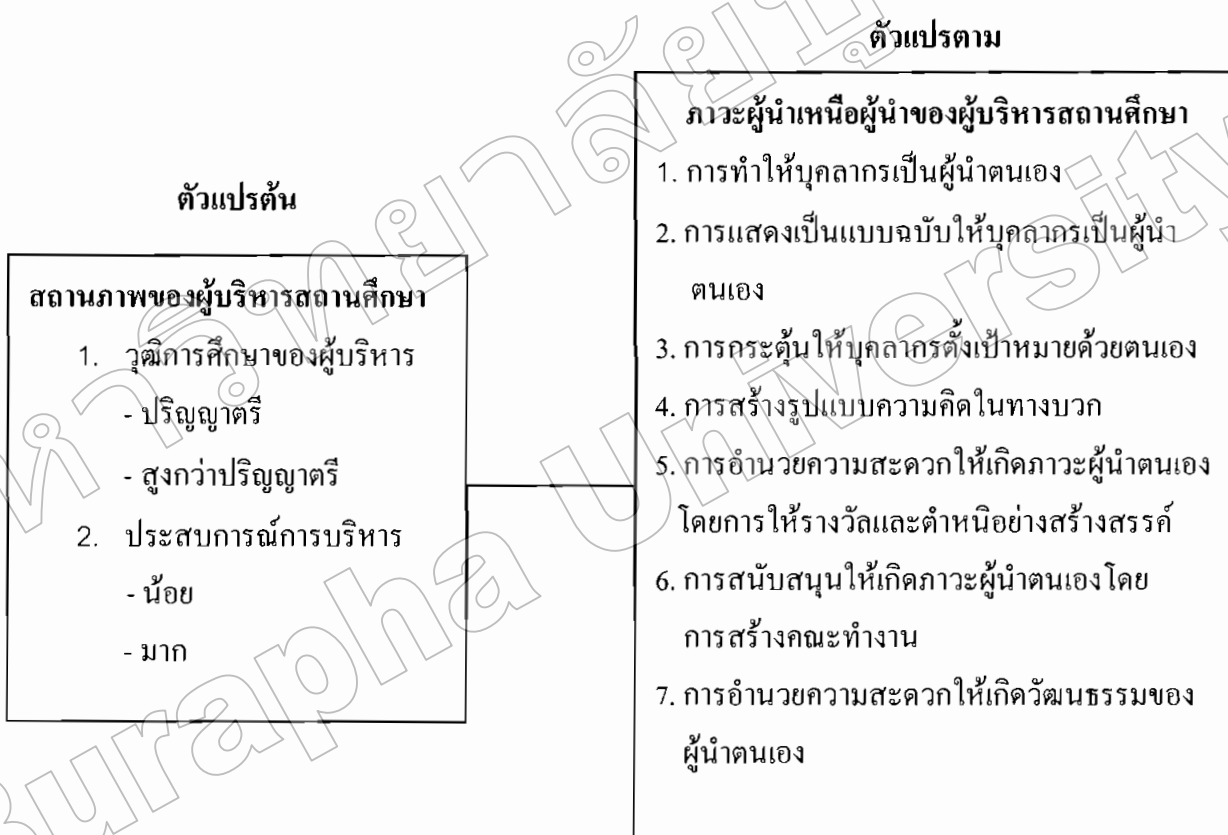 ตัวแปรต้น
สถานภาพของผู้บริหารสถานศึกษา
1. วุฒิการศึกษาของผู้บริหาร
- ปริญญาตรี
- สูงกว่าปริญญาตรี
2. ประสบการณ์การบริหาร
- น้อย
- มาก
ตัวแปรตาม
ภาวะผู้นำเหนือผู้นำของผู้บริหารสถานศึกษา
1. การทำให้บุคลากรเป็นผู้นำตนเอง
2. การแสดงเป็นแบบฉบับให้บุคลากรเป็นผู้นำ
ตนเอง
3. การกระตุ้นให้บุคลากรตั้งเป้าหมายด้วยตนเอง
4. การสร้างรูปแบบความคิดในทางบวก
5. การอำนวยความสะดวกให้เกิดภาวะผู้นำตนเอง
โดยการให้รางวัลและตำหนิอย่างสร้างสรรค์
6. การสนับสนุนให้เกิดภาวะผู้นำตนเองโดย
การสร้างคณะทำงาน
7. การอำนวยความสะดวกให้เกิดวัฒนธรรมของ
ผู้นำตนเอง
Burapha University